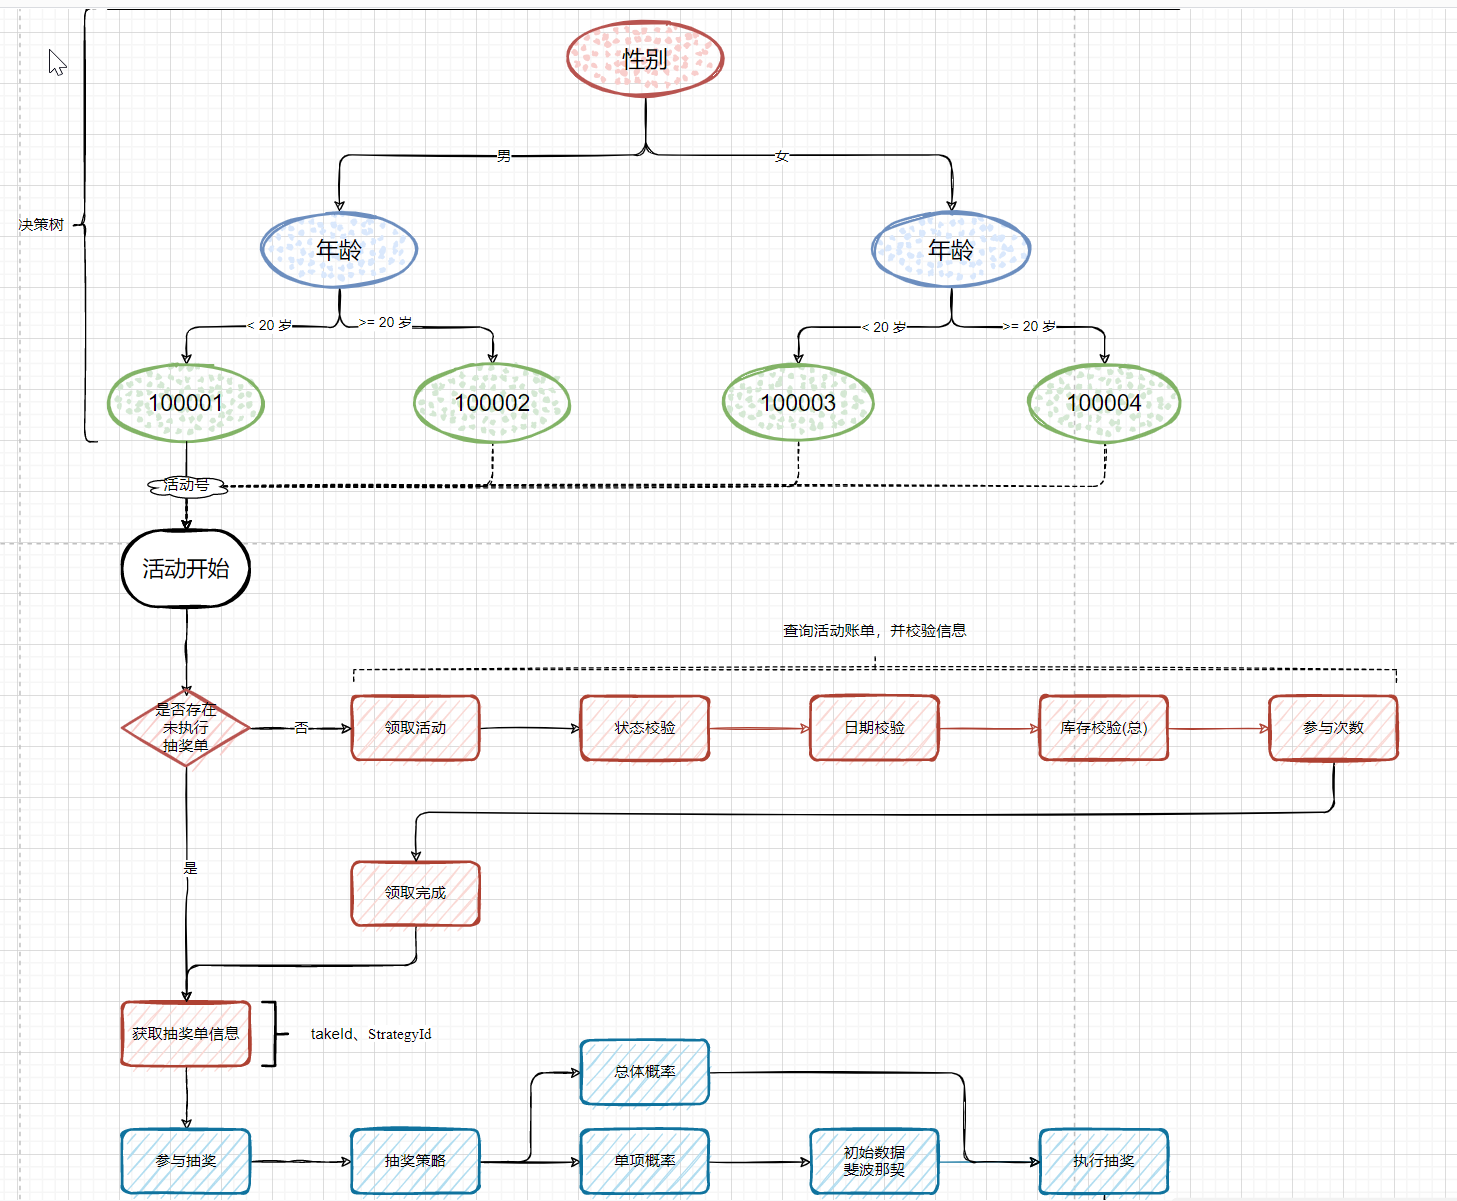 性别
男
女
决策树
年龄
年龄
< 20 岁
>= 20 岁
< 20 岁
>= 20 岁
100001
100002
100003
100004
活动号
活动开始
查询活动账单，并校验信息
是否存在
未执行
抽奖单
否
领取活动
状态校验
日期校验
库存校验(总)
参与次数
是
领取完成
获取抽奖单信息
takeId、StrategyId
总体概率
参与抽奖
抽奖策略
单项概率
初始数据
斐波那契
执行抽奖